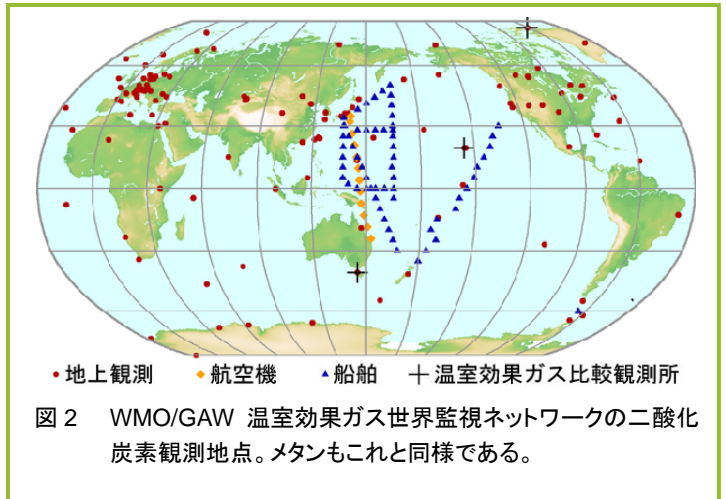 • 地上観測 ◆ 航空機 ▲ 船舶 + 温室効果ガス比較観測所
図 2 WMO/GAW 温室効果ガス世界監視ネットワークの二酸化
炭素観測地点。メタンもこれと同様である。